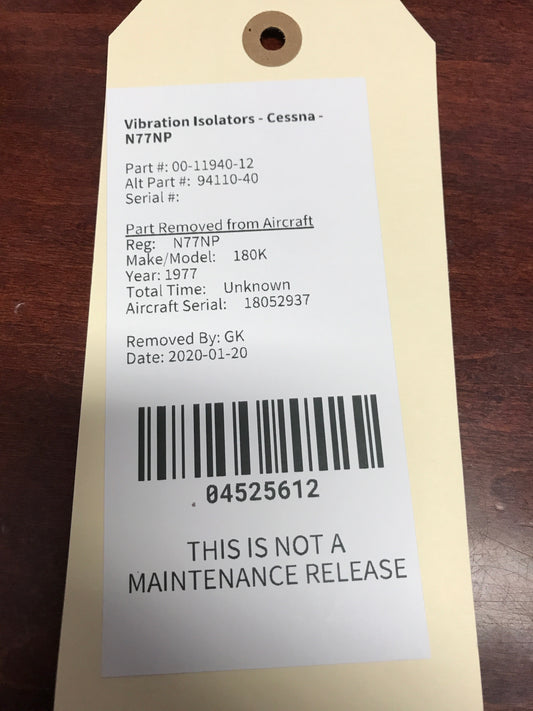 Vibration Isolators - Cessna -
N77NP
Part #: 00-11940-12
Alt Part #: 94110-40
Serial #:
Part Removed from Aircraft
Reg: N77NP
Make/Model: 180K
Year: 1977
Total Time: Unknown
Aircraft Serial: 18052937
Removed By: GK
Date: 2020-01-20
04525612
THIS IS NOT A
MAINTENANCE RELEASE